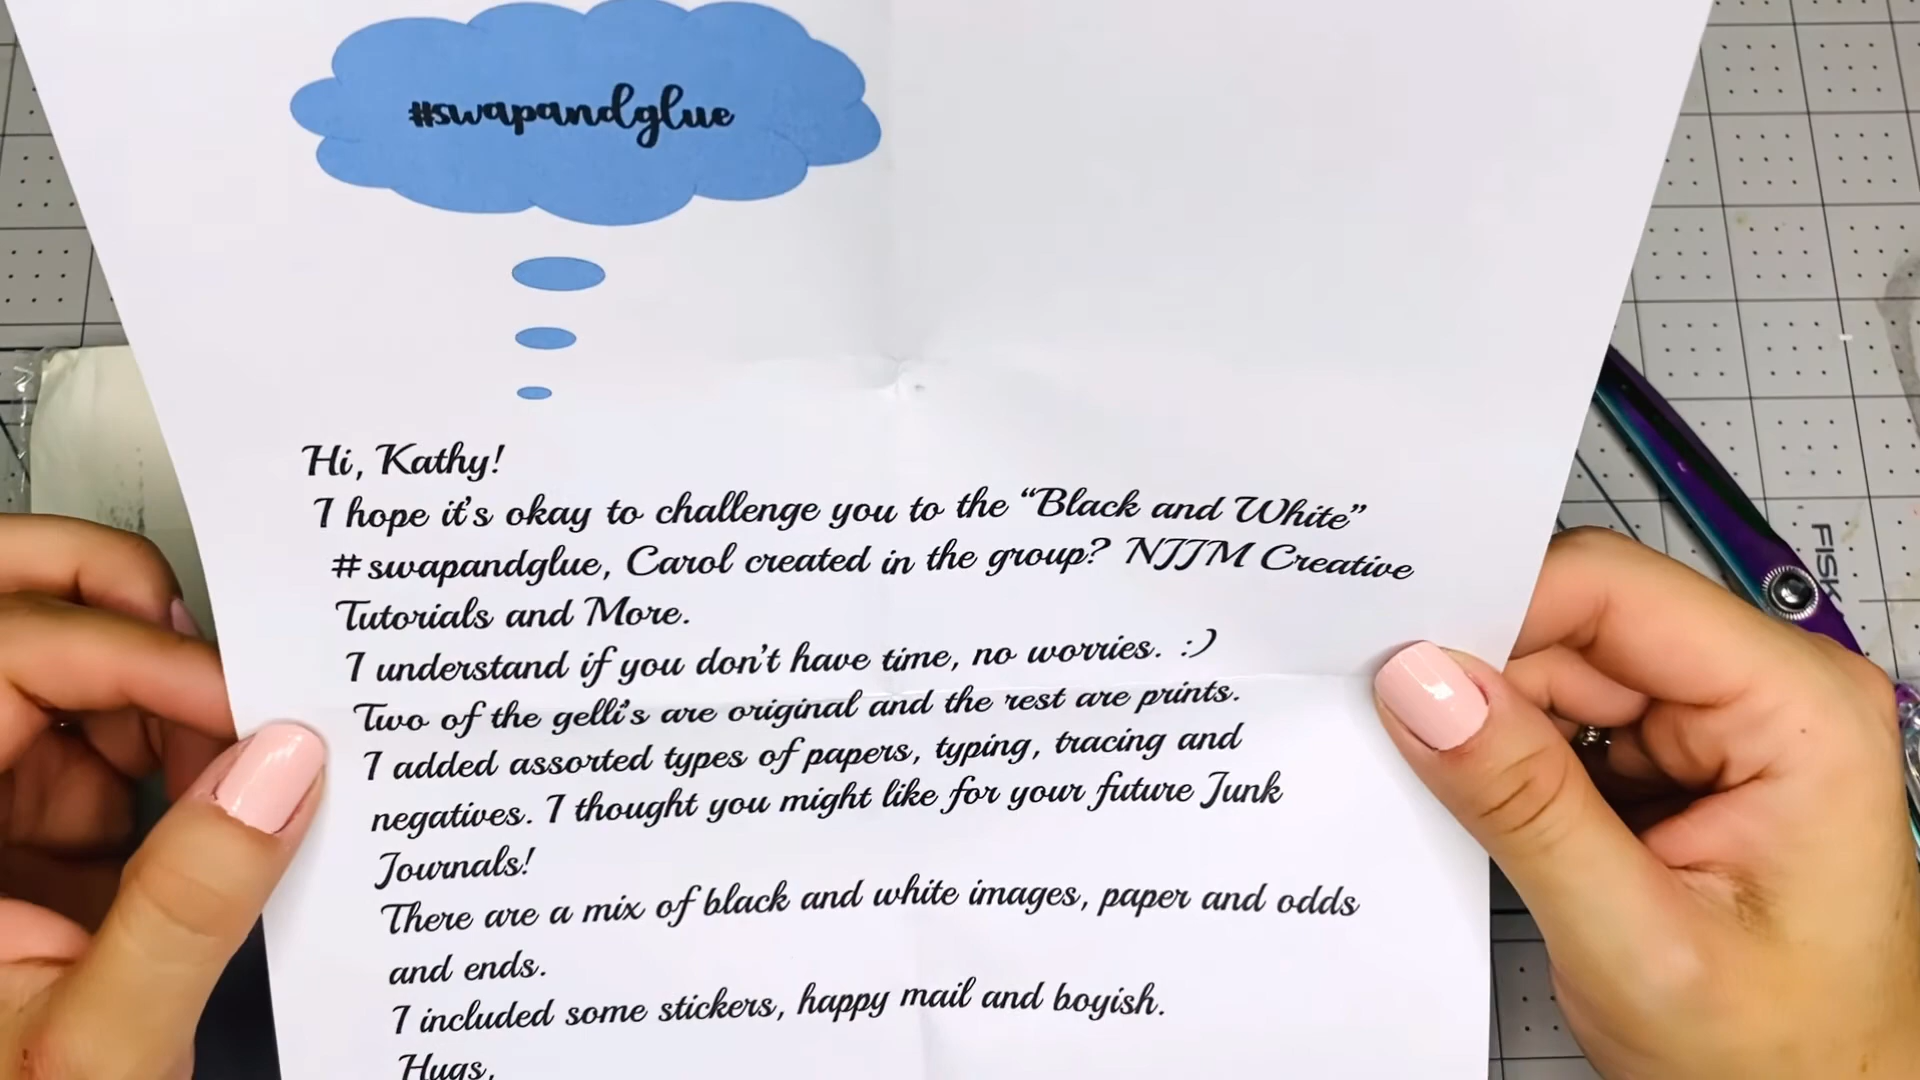 #swapandglue
Hi, Kathy!
I hope it's okay to challenge you to the “Black and White”
#swapandglue, Carol created in the group? NJJM Creative
Tutorials and More.
I understand if you don't have time, no worries. :)
Two of the gelli's are original and the rest are prints.
I added assorted types of papers, typing, tracing and
negatives. I thought you might like for your future Junk
Journals!
There are a mix of black and white images, paper and odds
and ends.
I included some stickers, happy mail and boyish.
Hugs,
FISK